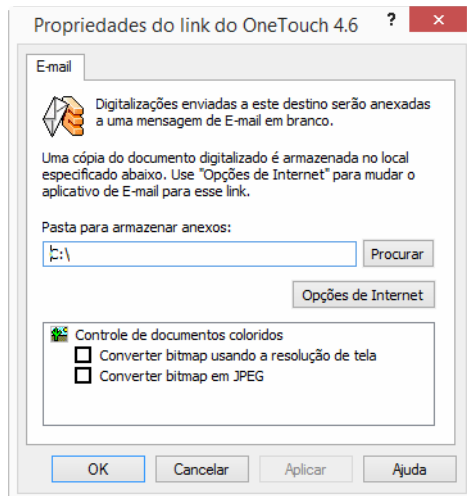 Propriedades do link do OneTouch 4.6 ? ×
E-mail
Digitalizações enviadas a este destino serão anexadas
a uma mensagem de E-mail em branco.
Uma cópia do documento digitalizado é armazenada no local
especificado abaixo. Use "Opções de Internet" para mudar o
aplicativo de E-mail para esse link.
Pasta para armazenar anexos:
C:\
Procurar
Opções de Internet
Controle de documentos coloridos
Converter bitmap usando a resolução de tela
Converter bitmap em JPEG
OK Cancelar Aplicar Ajuda